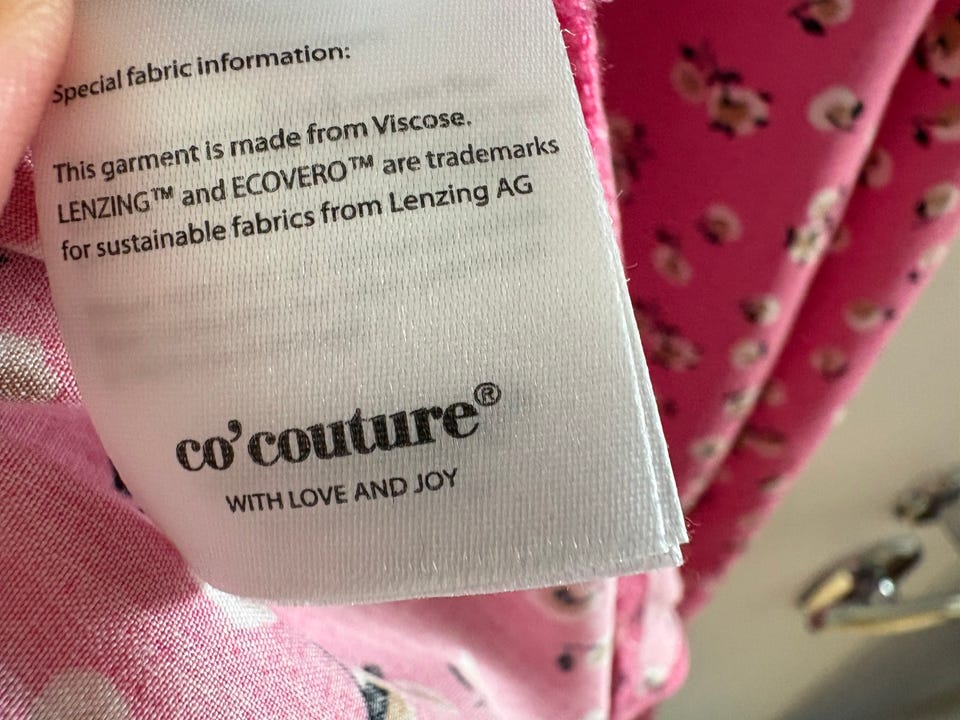 Special fabric information:
This garment is made from Viscose.
LENZING™ and ECOVERO™ are trademarks
for sustainable fabrics from Lenzing AG
co'couture®
WITH LOVE AND JOY